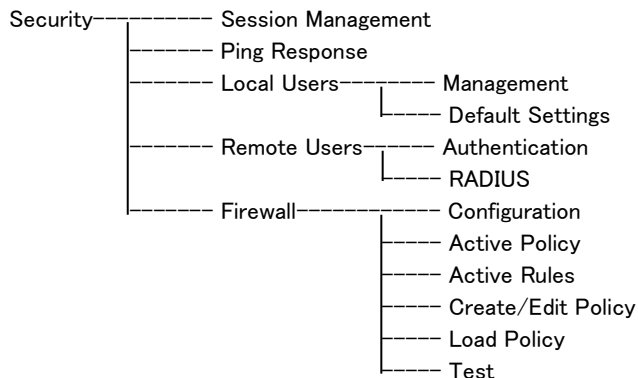 Security Session Management
Ping Response
Local Users Management
Default Settings
Remote Users Authentication
RADIUS
Firewall Configuration
Active Policy
Active Rules
Create/Edit Policy
Load Policy
Test